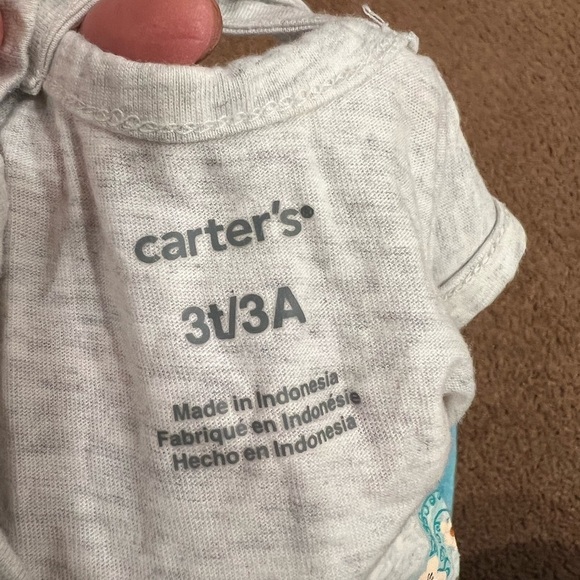 carter's
3t/3A
Made in Indonesia
Fabriqué en Indonésie
Hecho en Indonesia